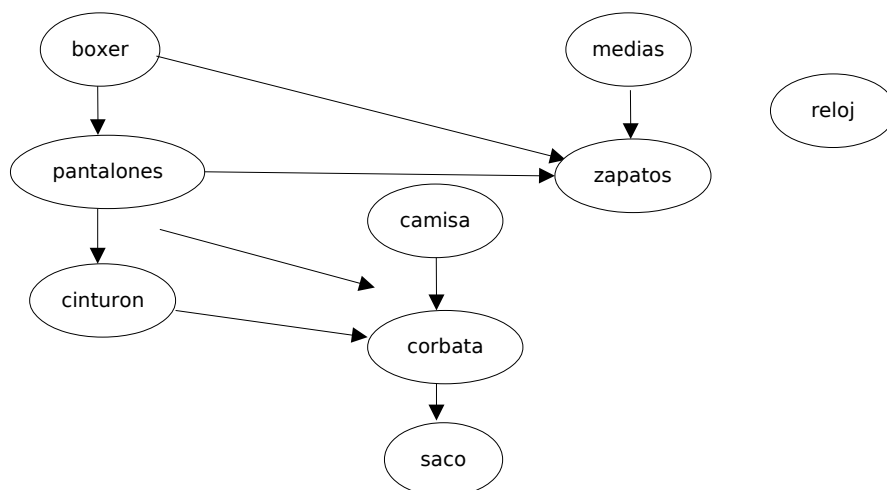 boxer
medias
reloj
pantalones
zapatos
camisa
cinturon
corbata
saco